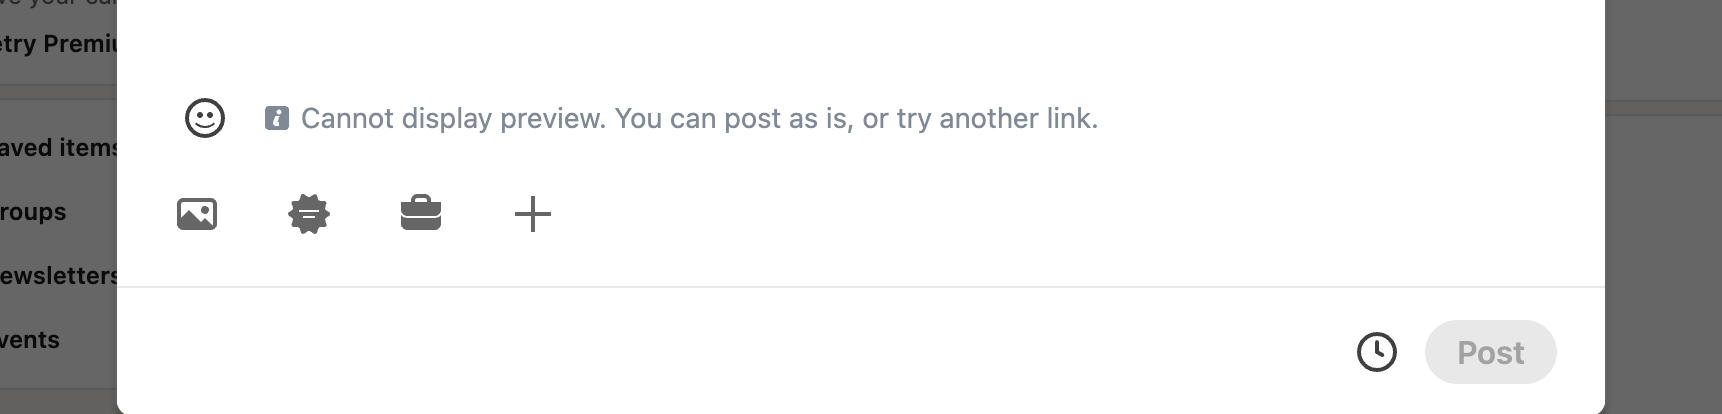 etry Premiu
Cannot display preview. You can post as is, or try another link.
aved items
roups
ewsletters
vents
Post